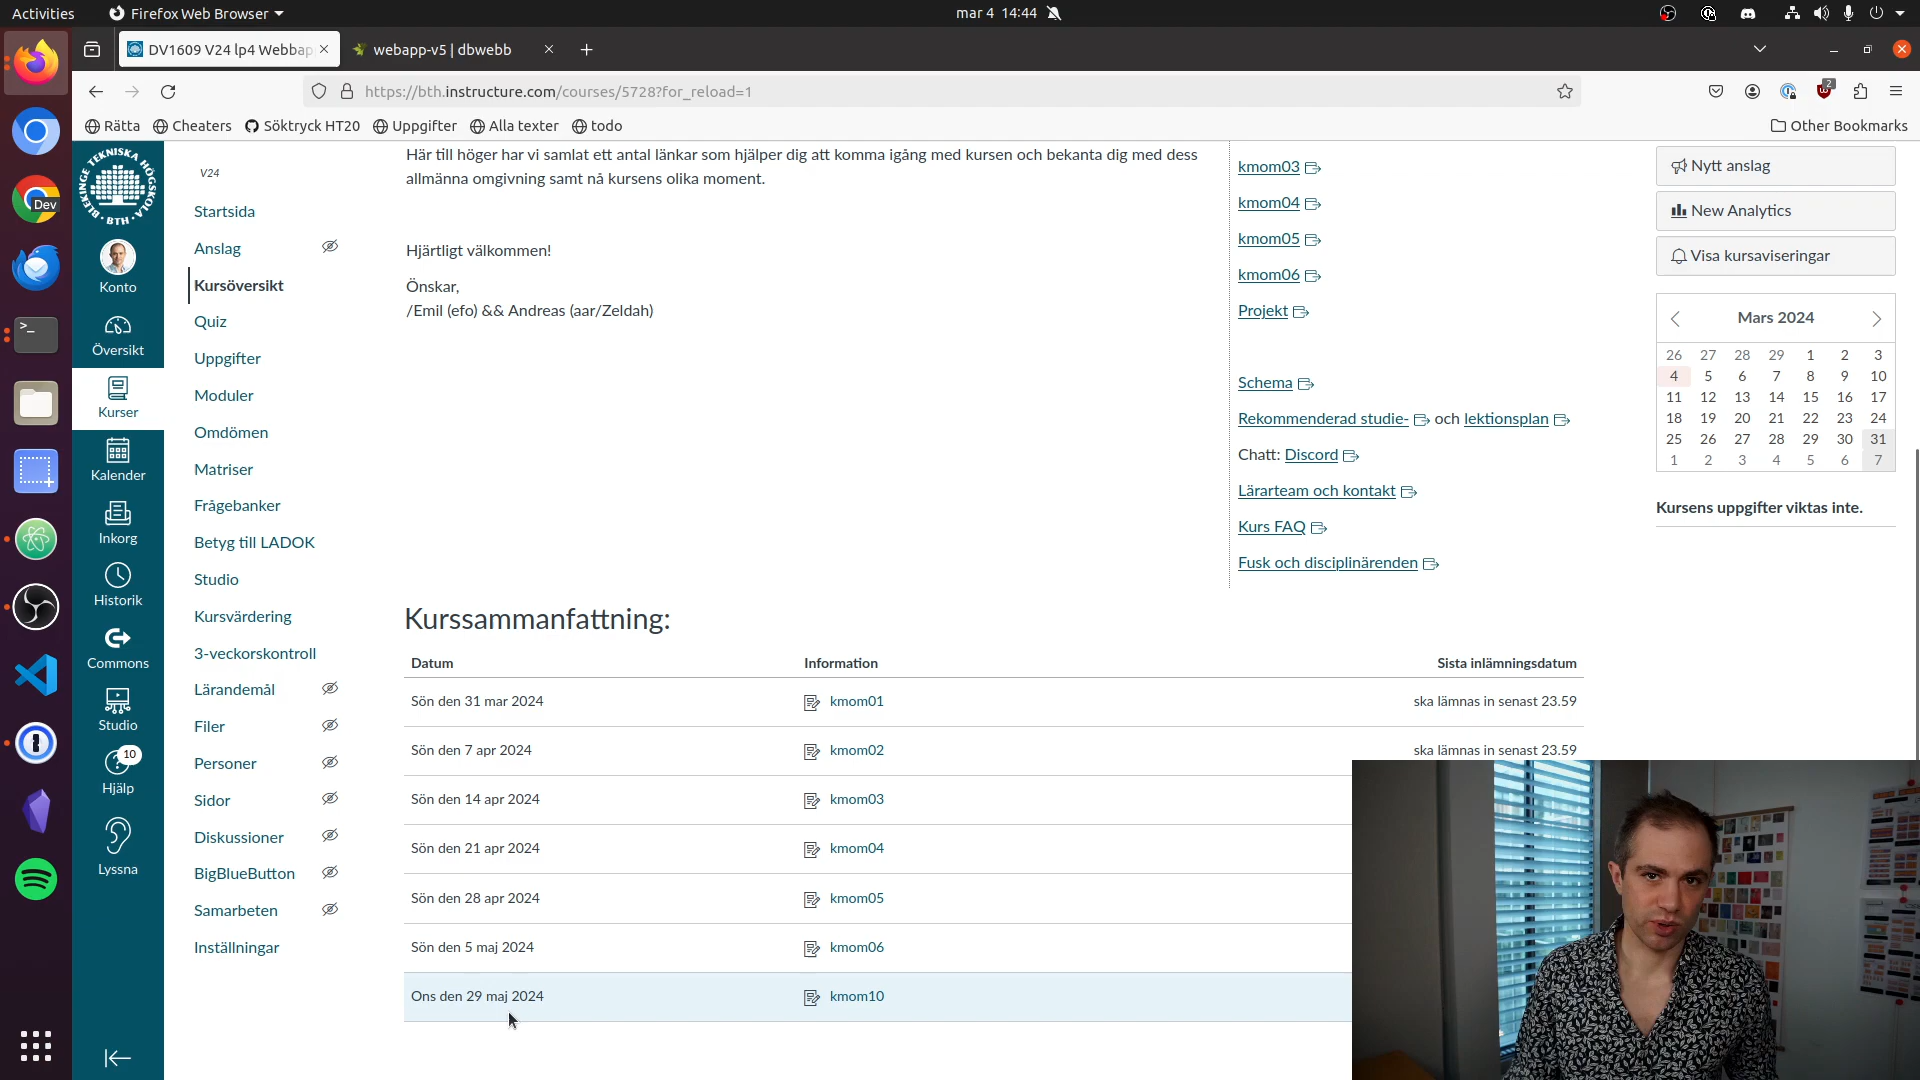 Activities
Firefox Web Browser
mar 4 14:44
DV1609 V24 lp4 Webbap
webapp-v5 | dbwebb
https://bth.instructure.com/courses/5728?for_reload=1
2
Rätta
Cheaters
Söktryck HT20
Uppgifter
Alla texter
todo
Other Bookmarks
Dev
BLEKINGE TEKNISKA HÖGSKOLA
BTH
Konto
Översikt
Kurser
Kalender
Inkorg
Historik
Commons
Studio
10
Hjälp
Lyssna
V24
Startsida
Anslag
Kursöversikt
Quiz
Uppgifter
Moduler
Omdömen
Matriser
Frågebanker
Betyg till LADOK
Studio
Kursvärdering
3-veckorskontroll
Lärandemål
Filer
Personer
Sidor
Diskussioner
BigBlueButton
Samarbeten
Inställningar
Här till höger har vi samlat ett antal länkar som hjälper dig att komma igång med kursen och bekanta dig med dess
allmänna omgivning samt nå kursens olika moment.
Hjärtligt välkommen!
Önskar,
/Emil (efo) && Andreas (aar/Zeldah)
kmom03
kmom04
kmom05
kmom06
Projekt
Schema
Rekommenderad studie- och lektionsplan
Chatt: Discord
Lärarteam och kontakt
Kurs FAQ
Fusk och disciplinärenden
Kurssammanfattning:
Datum Information Sista inlämningsdatum
Sön den 31 mar 2024 kmom01 ska lämnas in senast 23.59
Sön den 7 apr 2024 kmom02 ska lämnas in senast 23.59
Sön den 14 apr 2024 kmom03
Sön den 21 apr 2024 kmom04
Sön den 28 apr 2024 kmom05
Sön den 5 maj 2024 kmom06
Ons den 29 maj 2024 kmom10
Nytt anslag
New Analytics
Visa kursaviseringar
Mars 2024
26 27 28 29 1 2 3
4 5 6 7 8 9 10
11 12 13 14 15 16 17
18 19 20 21 22 23 24
25 26 27 28 29 30 31
1 2 3 4 5 6 7
Kursens uppgifter viktas inte.